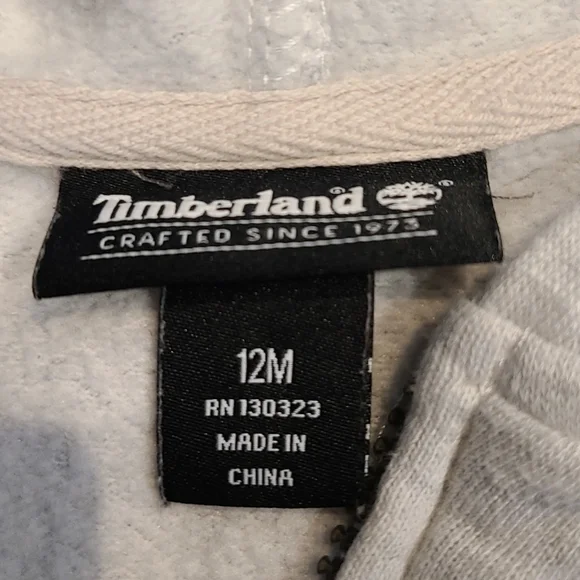 Timberland®
CRAFTED SINCE 1973
12M
RN 130323
MADE IN
CHINA